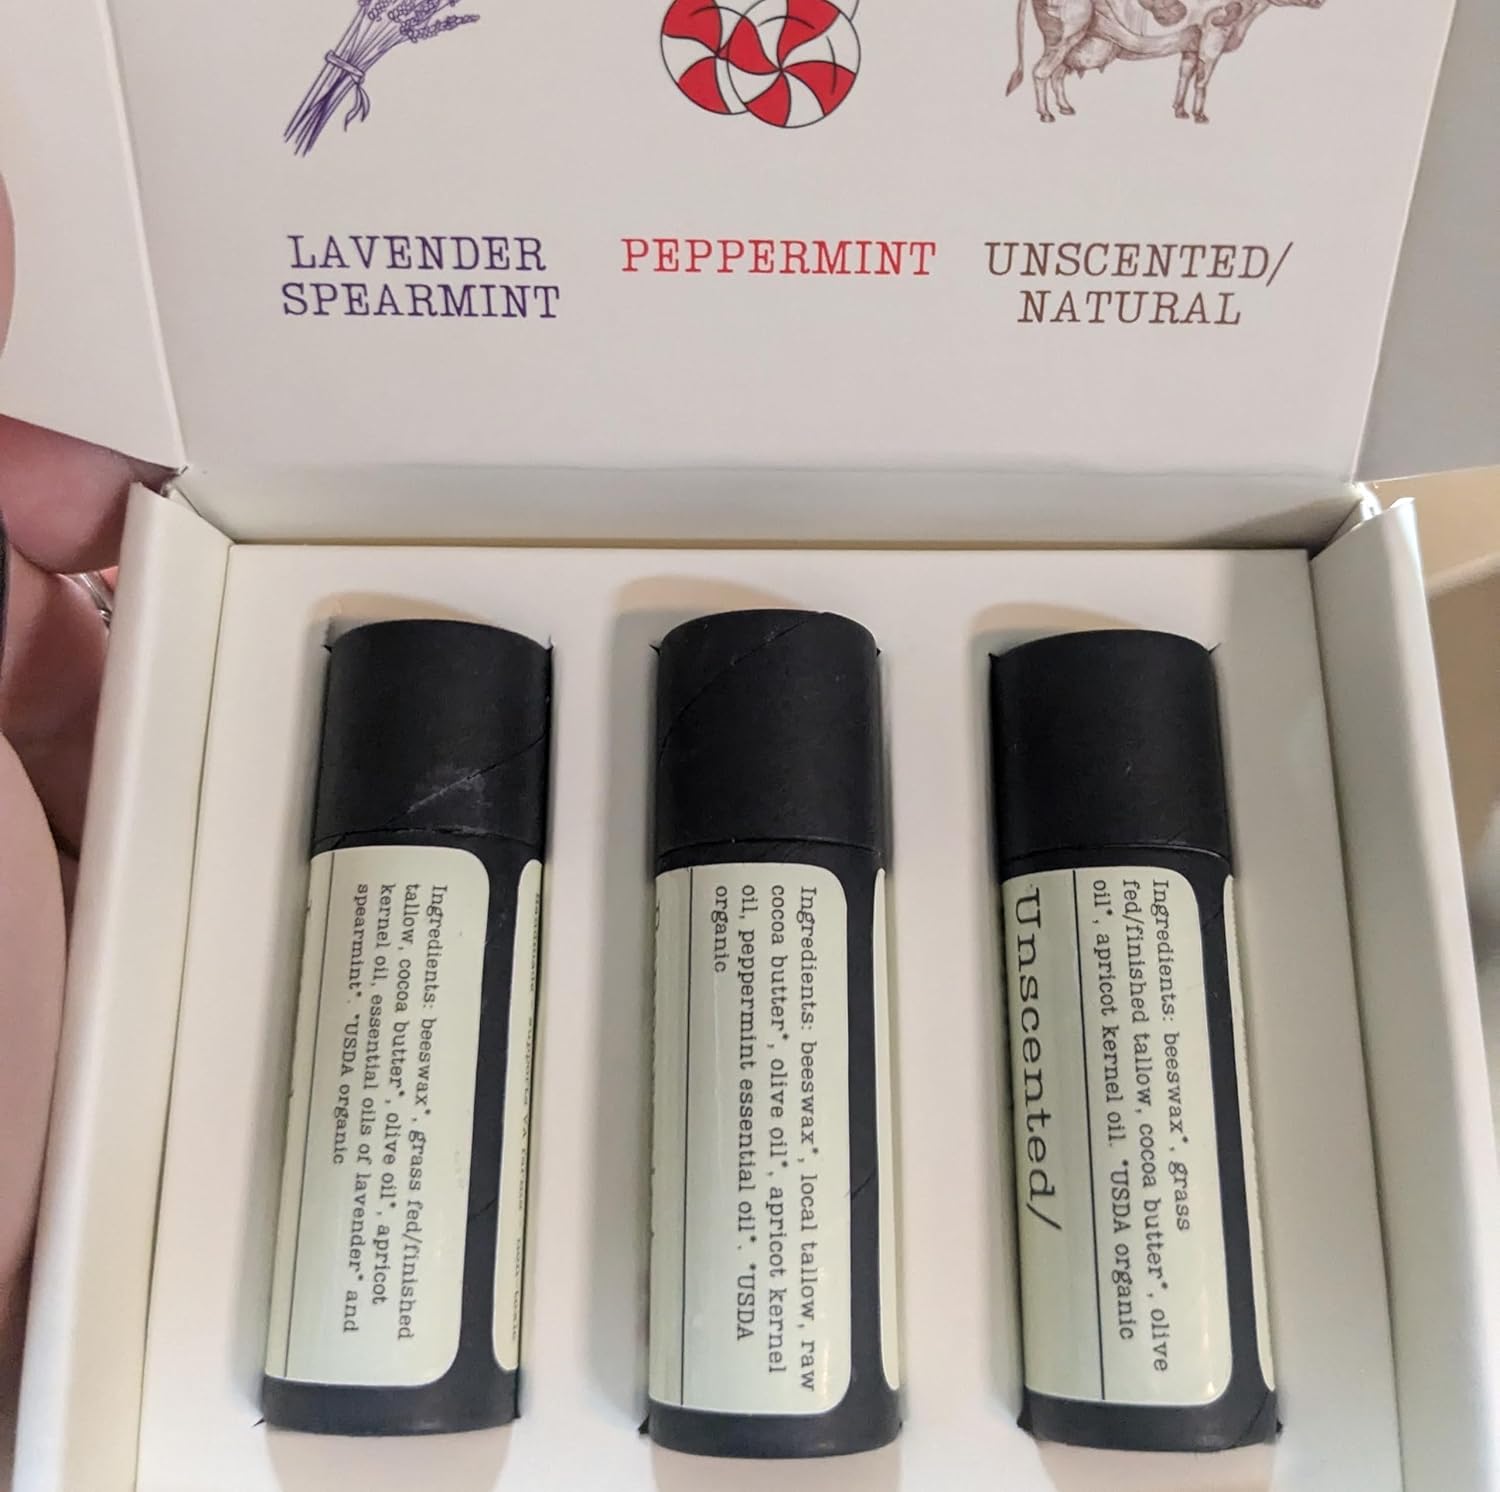 LAVENDER
SPEARMINT
PEPPERMINT
UNSCENTED/
NATURAL
Ingredients: beeswax*, grass fed/finished
tallow, cocoa butter*, olive oil*, apricot
kernel oil, essential oils of lavender* and
spearmint*. *USDA organic
Ingredients: beeswax*, local tallow, raw
cocoa butter*, olive oil*, apricot kernel
oil, peppermint essential oil*. *USDA
organic
Ingredients: beeswax*, grass
fed/finished tallow, cocoa butter*, olive
oil*, apricot kernel oil. *USDA organic
Unscented/